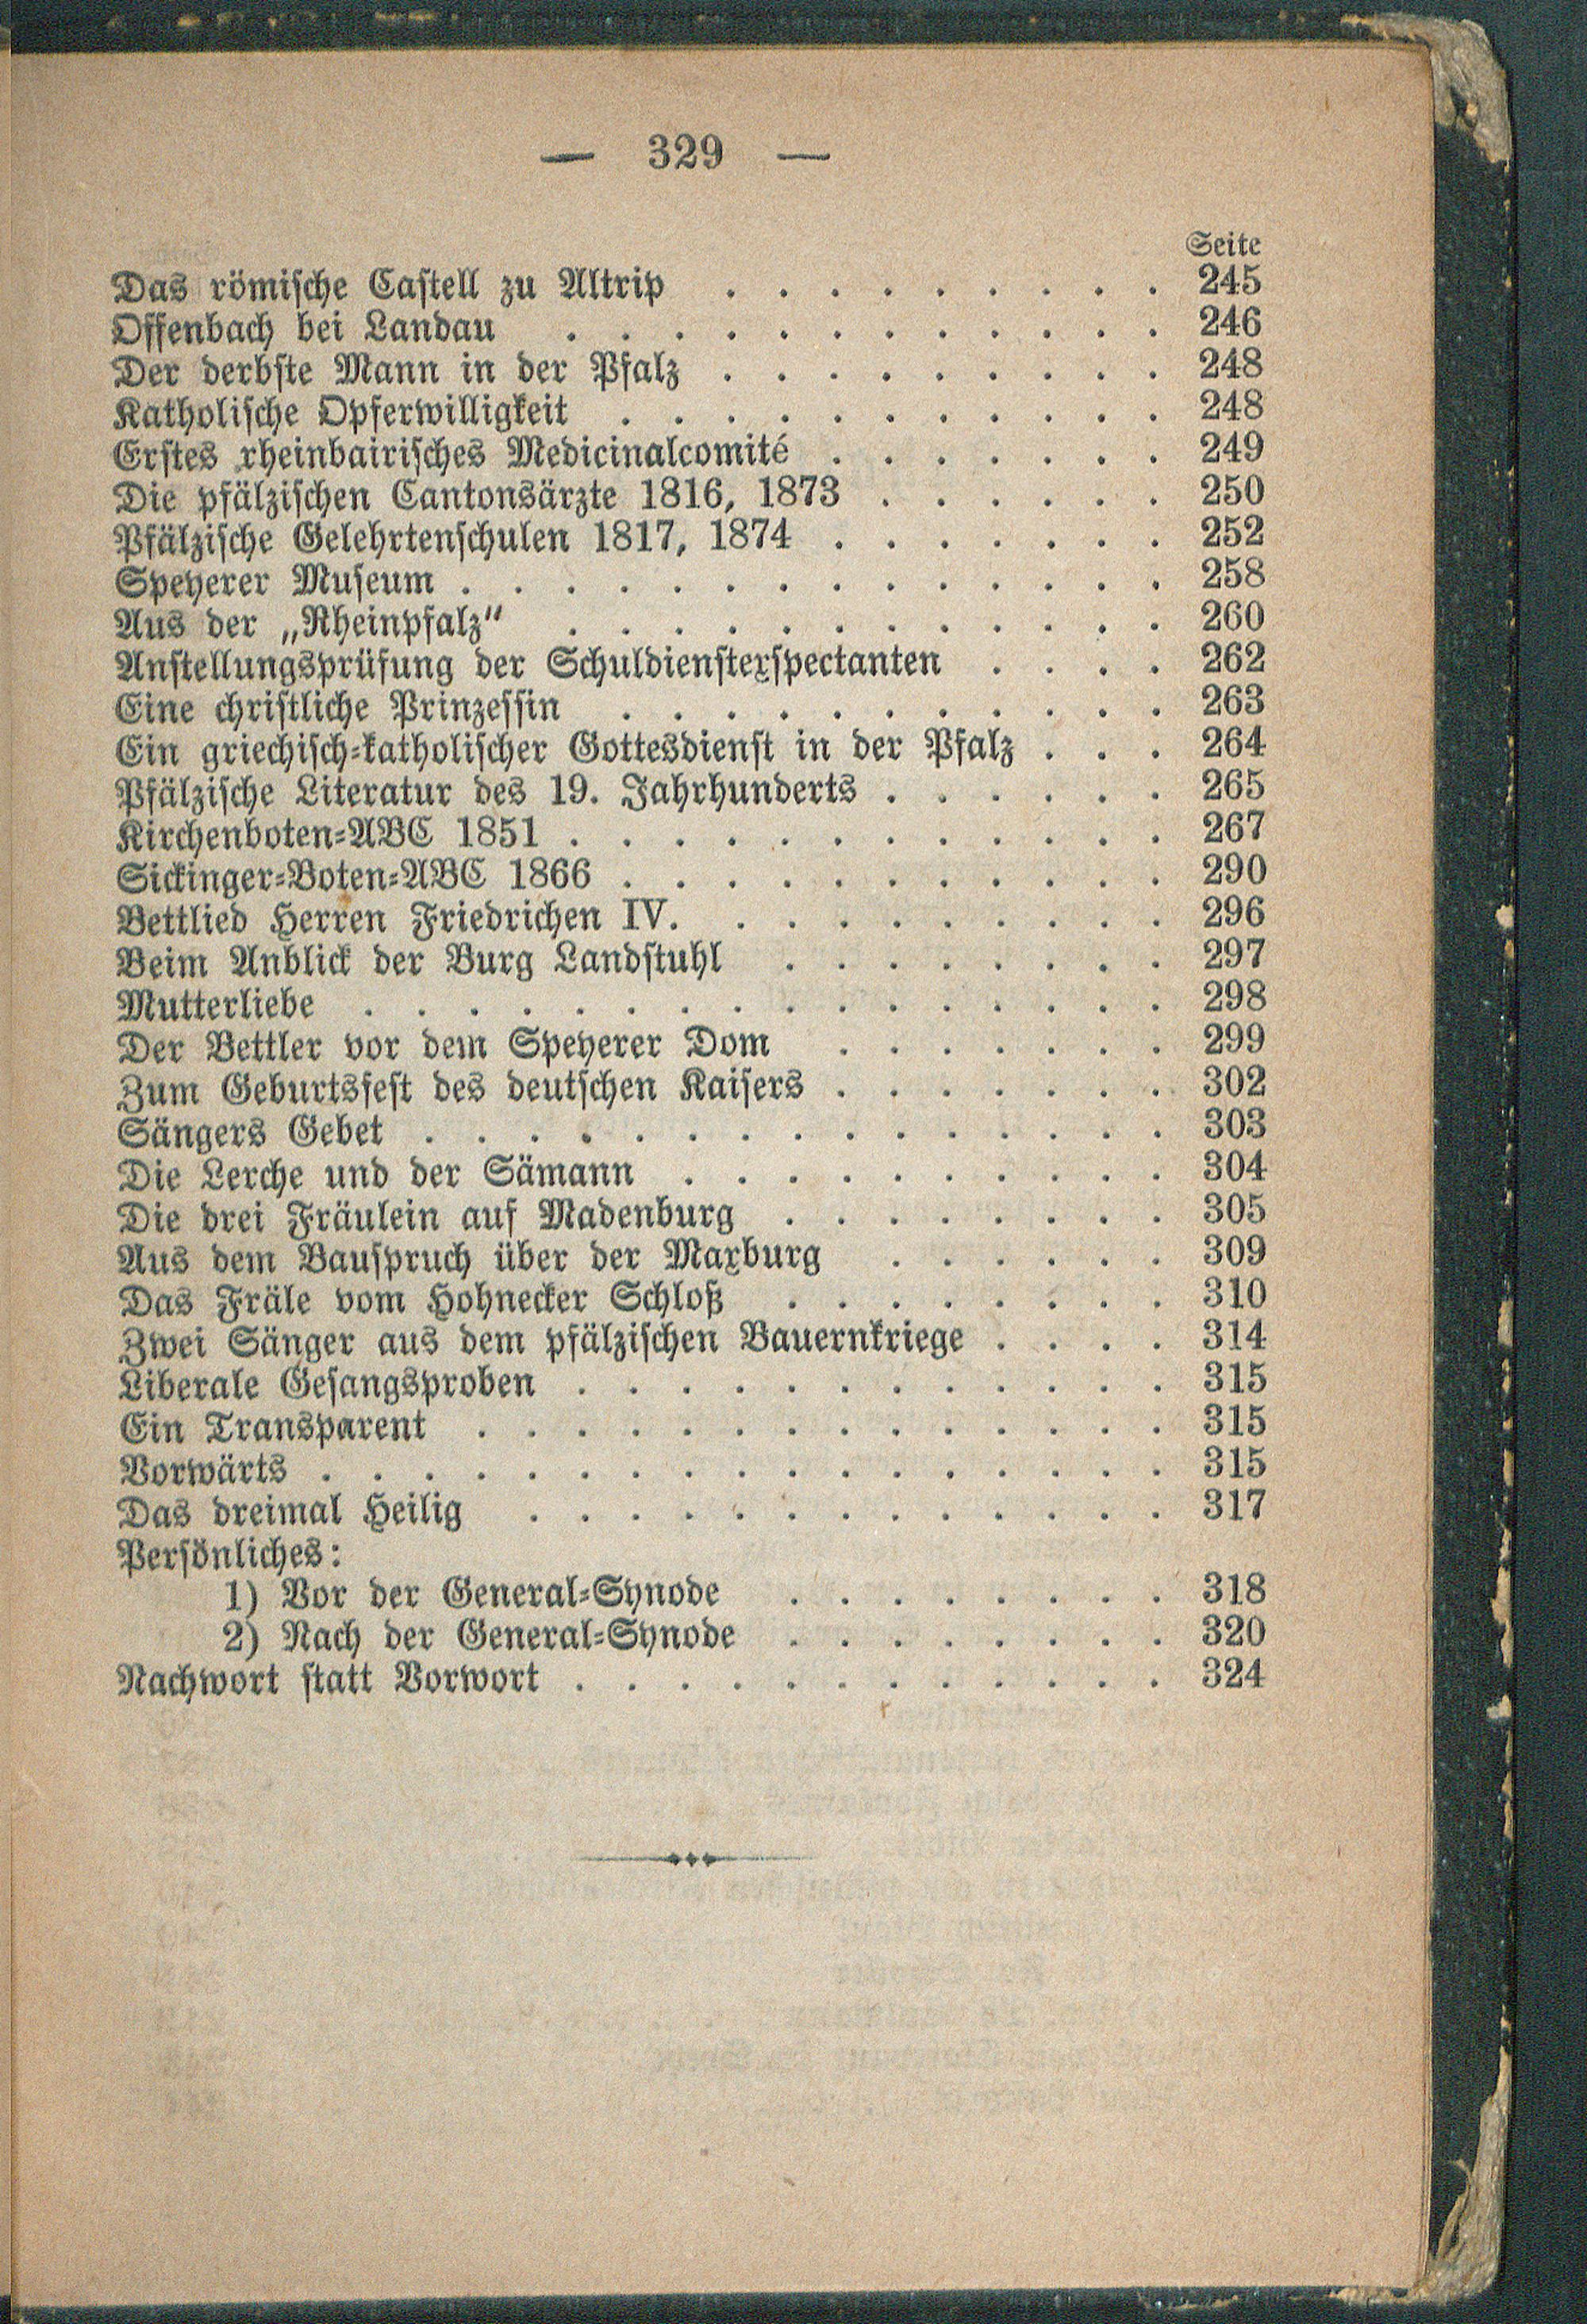 — 329 —
Seite
Das römische Castell zu Altrip . . . . . . . . . 245
Offenbach bei Landau . . . . . . . . . . . . 246
Der derbste Mann in der Pfalz . . . . . . . . . 248
Katholische Opferwilligkeit . . . . . . . . . . . 248
Erstes rheinbairisches Medicinalcomité . . . . . . . 249
Die pfälzischen Cantonsärzte 1816, 1873 . . . . . . 250
Pfälzische Gelehrtenschulen 1817, 1874 . . . . . . . 252
Speyerer Museum . . . . . . . . . . . . . . 258
Aus der „Rheinpfalz“ . . . . . . . . . . . . 260
Anstellungsprüfung der Schuldienstexspectanten . . . . 262
Eine christliche Prinzessin . . . . . . . . . . . 263
Ein griechisch-katholischer Gottesdienst in der Pfalz . . . 264
Pfälzische Literatur des 19. Jahrhunderts . . . . . . 265
Kirchenboten-ABC 1851 . . . . . . . . . . . . 267
Sickinger-Boten-ABC 1866 . . . . . . . . . . . 290
Bettlied Herren Friedrichen IV. . . . . . . . . . 296
Beim Anblick der Burg Landstuhl . . . . . . . . 297
Mutterliebe . . . . . . . . . . . . . . . . 298
Der Bettler vor dem Speyerer Dom . . . . . . . 299
Zum Geburtsfest des deutschen Kaisers . . . . . . . 302
Sängers Gebet . . . . . . . . . . . . . . . 303
Die Lerche und der Sämann . . . . . . . . . . 304
Die drei Fräulein auf Madenburg . . . . . . . . 305
Aus dem Bauspruch über der Maxburg . . . . . . 309
Das Fräle vom Hohnecker Schloß . . . . . . . . 310
Zwei Sänger aus dem pfälzischen Bauernkriege . . . . 314
Liberale Gesangsproben . . . . . . . . . . . . 315
Ein Transparent . . . . . . . . . . . . . . 315
Vorwärts . . . . . . . . . . . . . . . . . 315
Das dreimal Heilig . . . . . . . . . . . . . 317
Persönliches:
1) Vor der General-Synode . . . . . . . . 318
2) Nach der General-Synode . . . . . . . . 320
Nachwort statt Vorwort . . . . . . . . . . . . 324